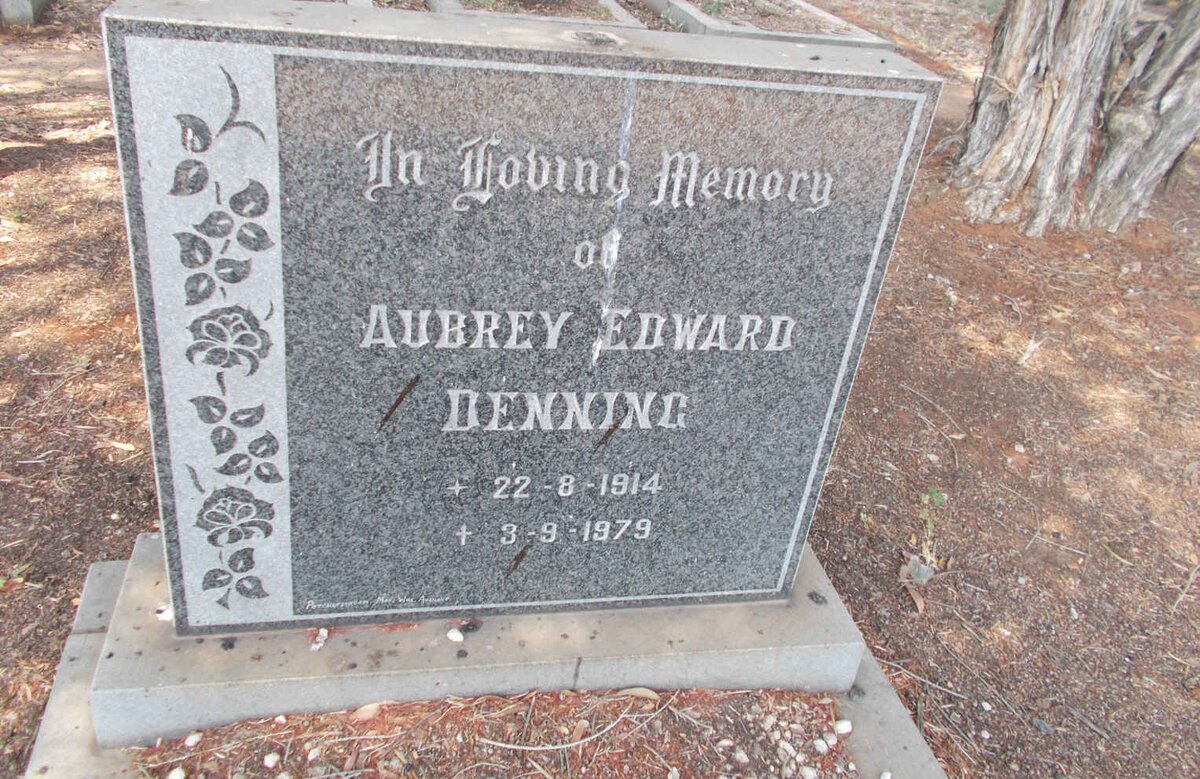 In Loving Memory
of
AUBREY EDWARD
DENNING
+ 22-8-1914
† 3-9-1979